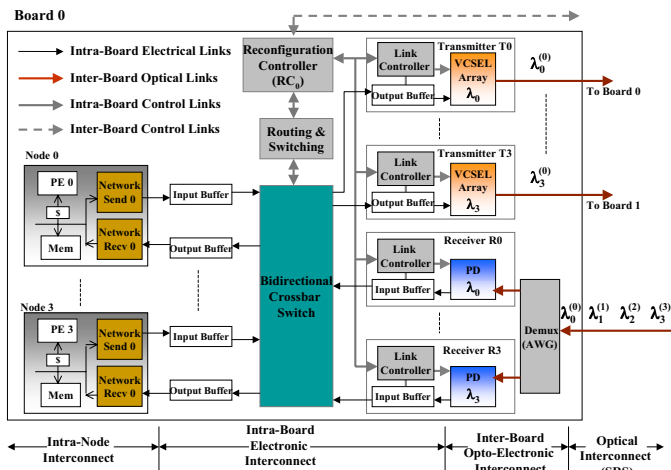 Board 0
Intra-Board Electrical Links
Inter-Board Optical Links
Intra-Board Control Links
Inter-Board Control Links
Reconfiguration
Controller
(RC0)
Routing &
Switching
Transmitter T0
Link
Controller
Output Buffer
VCSEL
Array
λ0
λ0(0)
To Board 0
Transmitter T3
Link
Controller
Output Buffer
VCSEL
Array
λ3
λ3(0)
To Board 1
Node 0
PE 0
$
Mem
Network
Send 0
Network
Recv 0
Input Buffer
Output Buffer
Node 3
PE 3
$
Mem
Network
Send 0
Network
Recv 0
Input Buffer
Output Buffer
Bidirectional
Crossbar
Switch
Receiver R0
Link
Controller
Input Buffer
PD
λ0
Receiver R3
Link
Controller
Input Buffer
PD
λ3
Demux
(AWG)
λ0(0) λ1(1) λ2(2) λ3(3)
Intra-Node
Interconnect
Intra-Board
Electronic
Interconnect
Inter-Board
Opto-Electronic
Interconnect
Optical
Interconnect